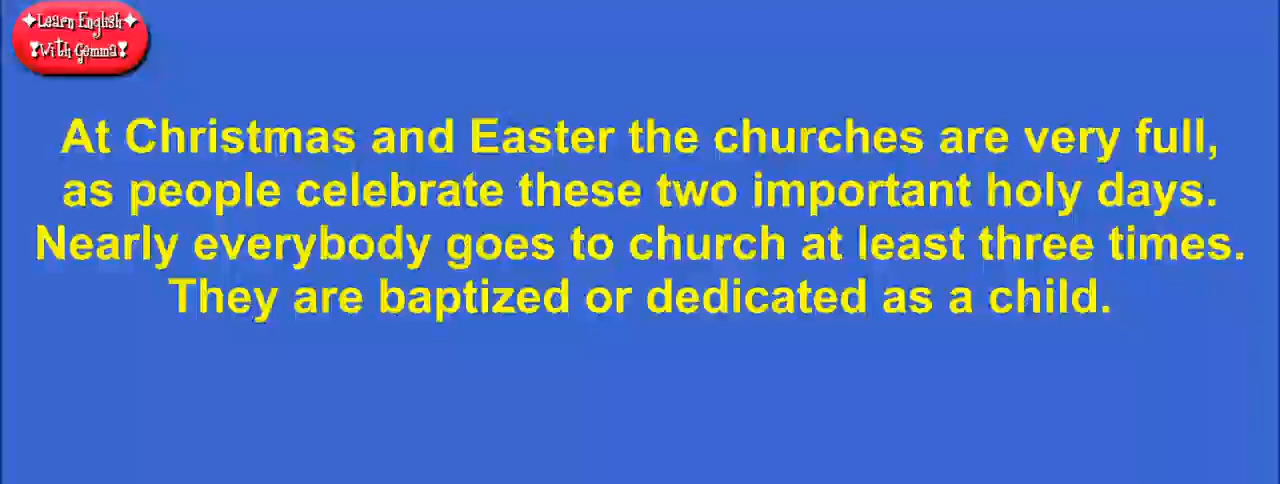 Learn English
With Gemma
At Christmas and Easter the churches are very full,
as people celebrate these two important holy days.
Nearly everybody goes to church at least three times.
They are baptized or dedicated as a child.